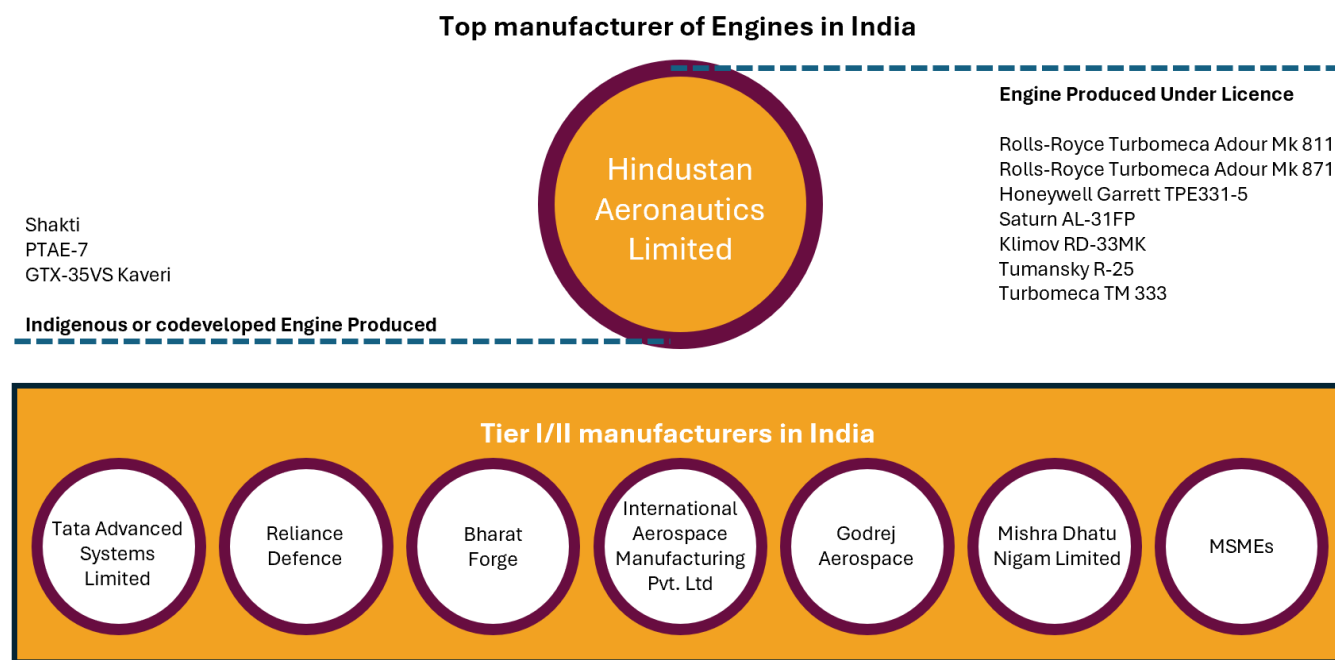 Top manufacturer of Engines in India
Engine Produced Under Licence
Rolls-Royce Turbomeca Adour Mk 811
Rolls-Royce Turbomeca Adour Mk 871
Honeywell Garrett TPE331-5
Saturn AL-31FP
Klimov RD-33MK
Tumansky R-25
Turbomeca TM 333
Hindustan
Aeronautics
Limited
Shakti
PTAE-7
GTX-35VS Kaveri
Indigenous or codeveloped Engine Produced
Tier I/II manufacturers in India
Tata Advanced
Systems
Limited
Reliance
Defence
Bharat
Forge
International
Aerospace
Manufacturing
Pvt. Ltd
Godrej
Aerospace
Mishra Dhatu
Nigam Limited
MSMEs